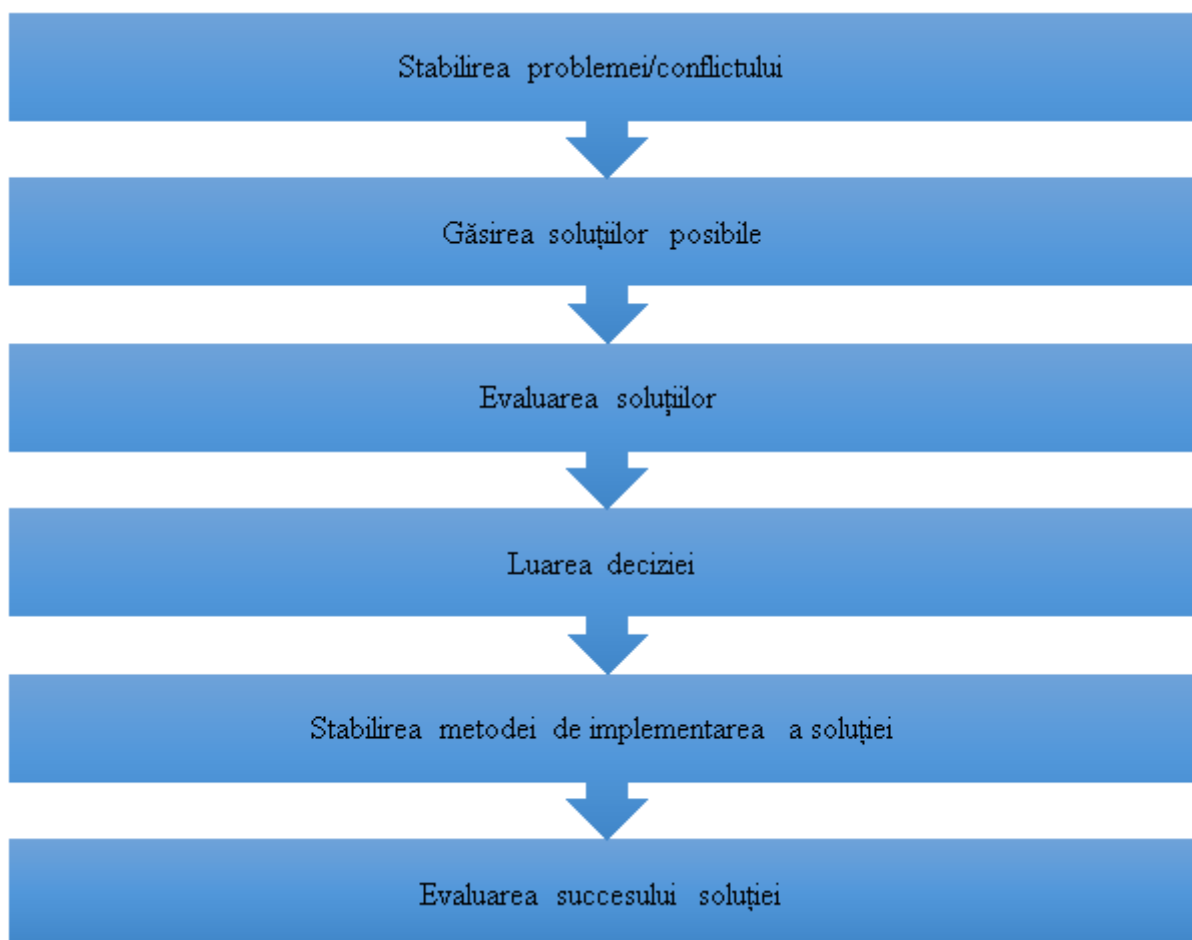 Stabilirea problemei/conflictului
Găsirea soluțiilor posibile
Evaluarea soluțiilor
Luarea deciziei
Stabilirea metodei de implementarea a soluției
Evaluarea succesului soluției